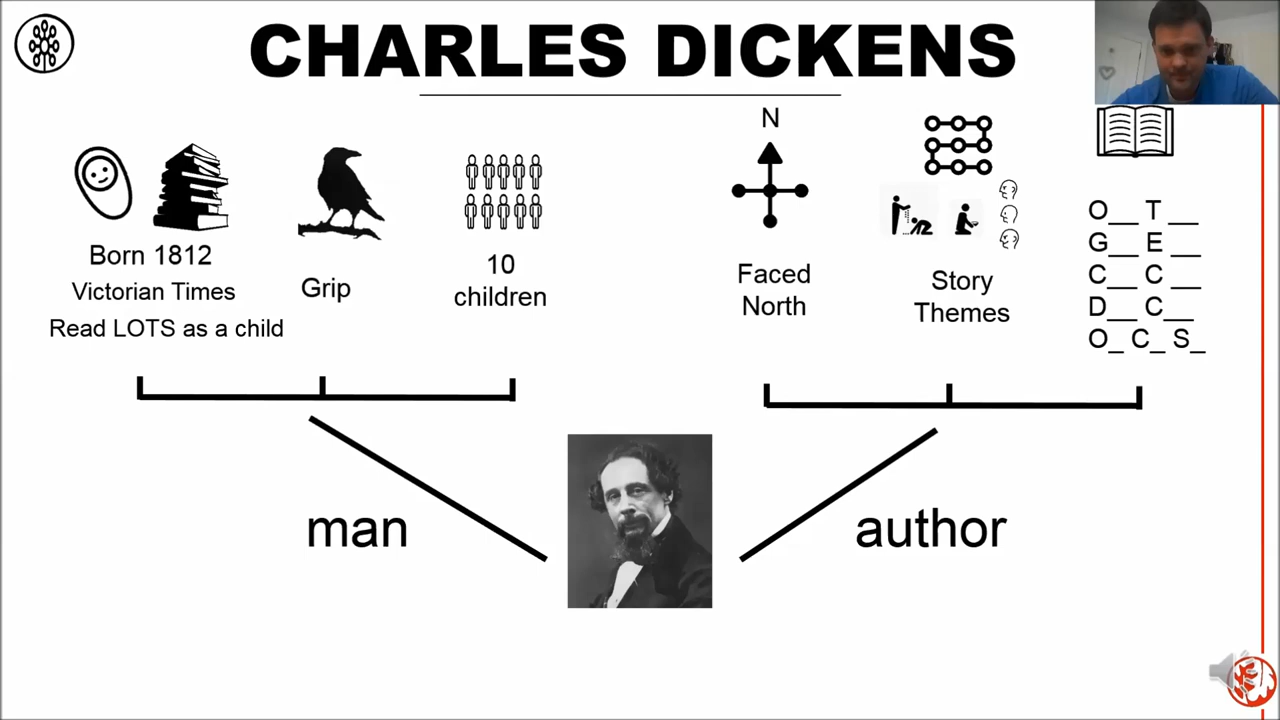 CHARLES DICKENS
Born 1812
Victorian Times
Read LOTS as a child
Grip
10
children
N
Faced
North
Story
Themes
O__ T __
G__ E __
C__ C __
D__ C__
O_ C_ S_
man
author